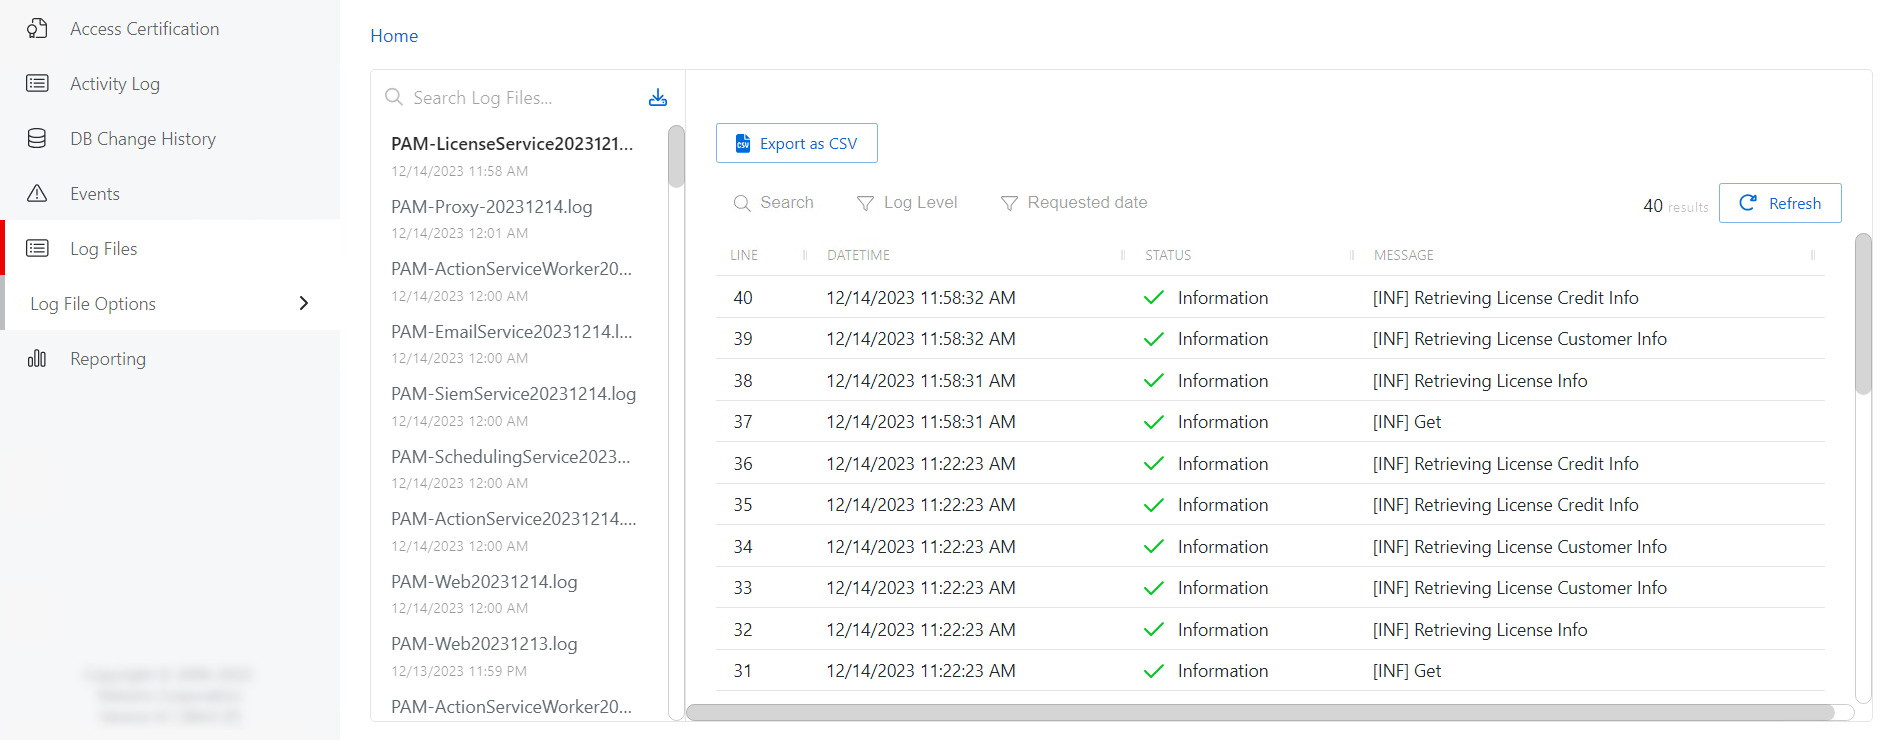 Access Certification
Activity Log
DB Change History
Events
Log Files
Log File Options
Reporting
Home
Search Log Files...
PAM-LicenseService2023121...
12/14/2023 11:58 AM
PAM-Proxy-20231214.log
12/14/2023 12:01 AM
PAM-ActionServiceWorker20...
12/14/2023 12:00 AM
PAM-EmailService20231214.l...
12/14/2023 12:00 AM
PAM-SiemService20231214.log
12/14/2023 12:00 AM
PAM-SchedulingService2023...
12/14/2023 12:00 AM
PAM-ActionService20231214....
12/14/2023 12:00 AM
PAM-Web20231214.log
12/14/2023 12:00 AM
PAM-Web20231213.log
12/13/2023 11:59 PM
PAM-ActionServiceWorker20...
CSV Export as CSV
Search Log Level Requested date
40 results Refresh
LINE DATETIME STATUS MESSAGE
40 12/14/2023 11:58:32 AM Information [INF] Retrieving License Credit Info
39 12/14/2023 11:58:32 AM Information [INF] Retrieving License Customer Info
38 12/14/2023 11:58:31 AM Information [INF] Retrieving License Info
37 12/14/2023 11:58:31 AM Information [INF] Get
36 12/14/2023 11:22:23 AM Information [INF] Retrieving License Credit Info
35 12/14/2023 11:22:23 AM Information [INF] Retrieving License Credit Info
34 12/14/2023 11:22:23 AM Information [INF] Retrieving License Customer Info
33 12/14/2023 11:22:23 AM Information [INF] Retrieving License Customer Info
32 12/14/2023 11:22:23 AM Information [INF] Retrieving License Info
31 12/14/2023 11:22:23 AM Information [INF] Get